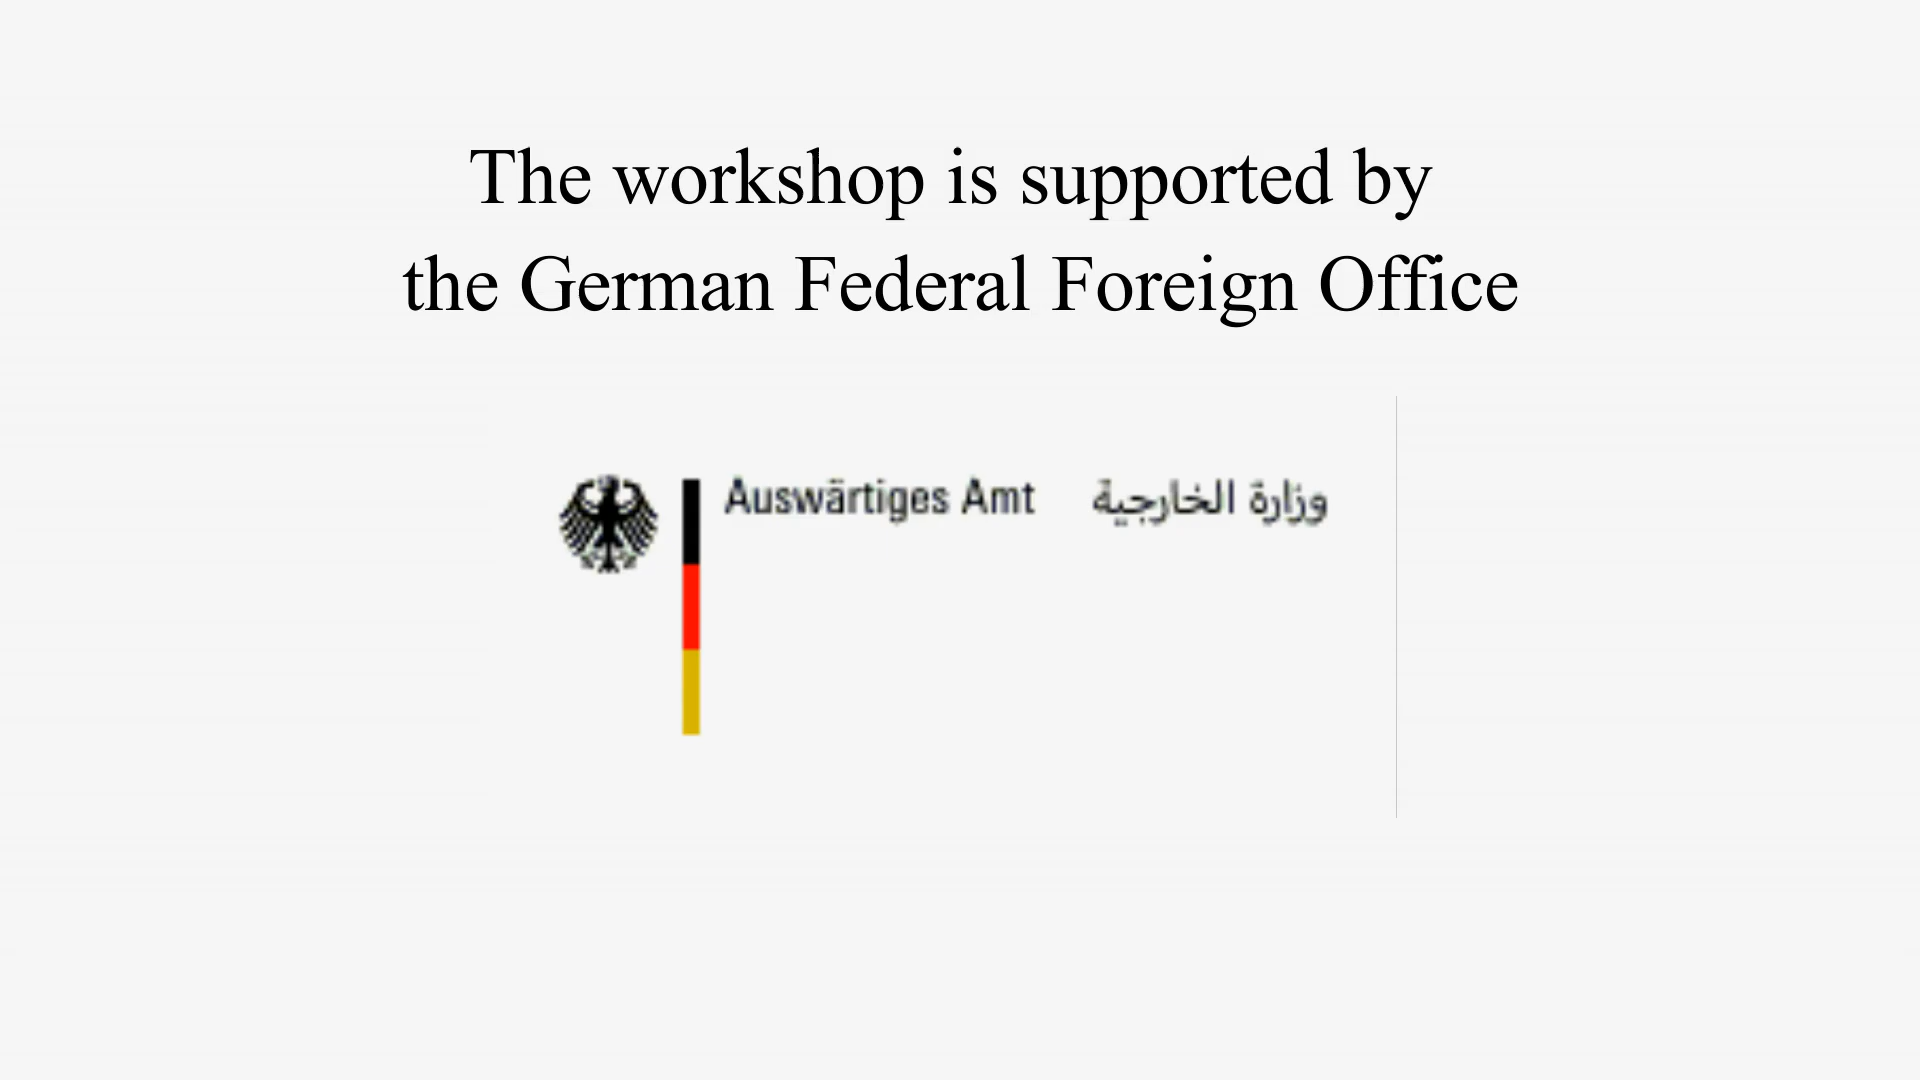 The workshop is supported by
the German Federal Foreign Office
Auswärtiges Amt وزارة الخارجية